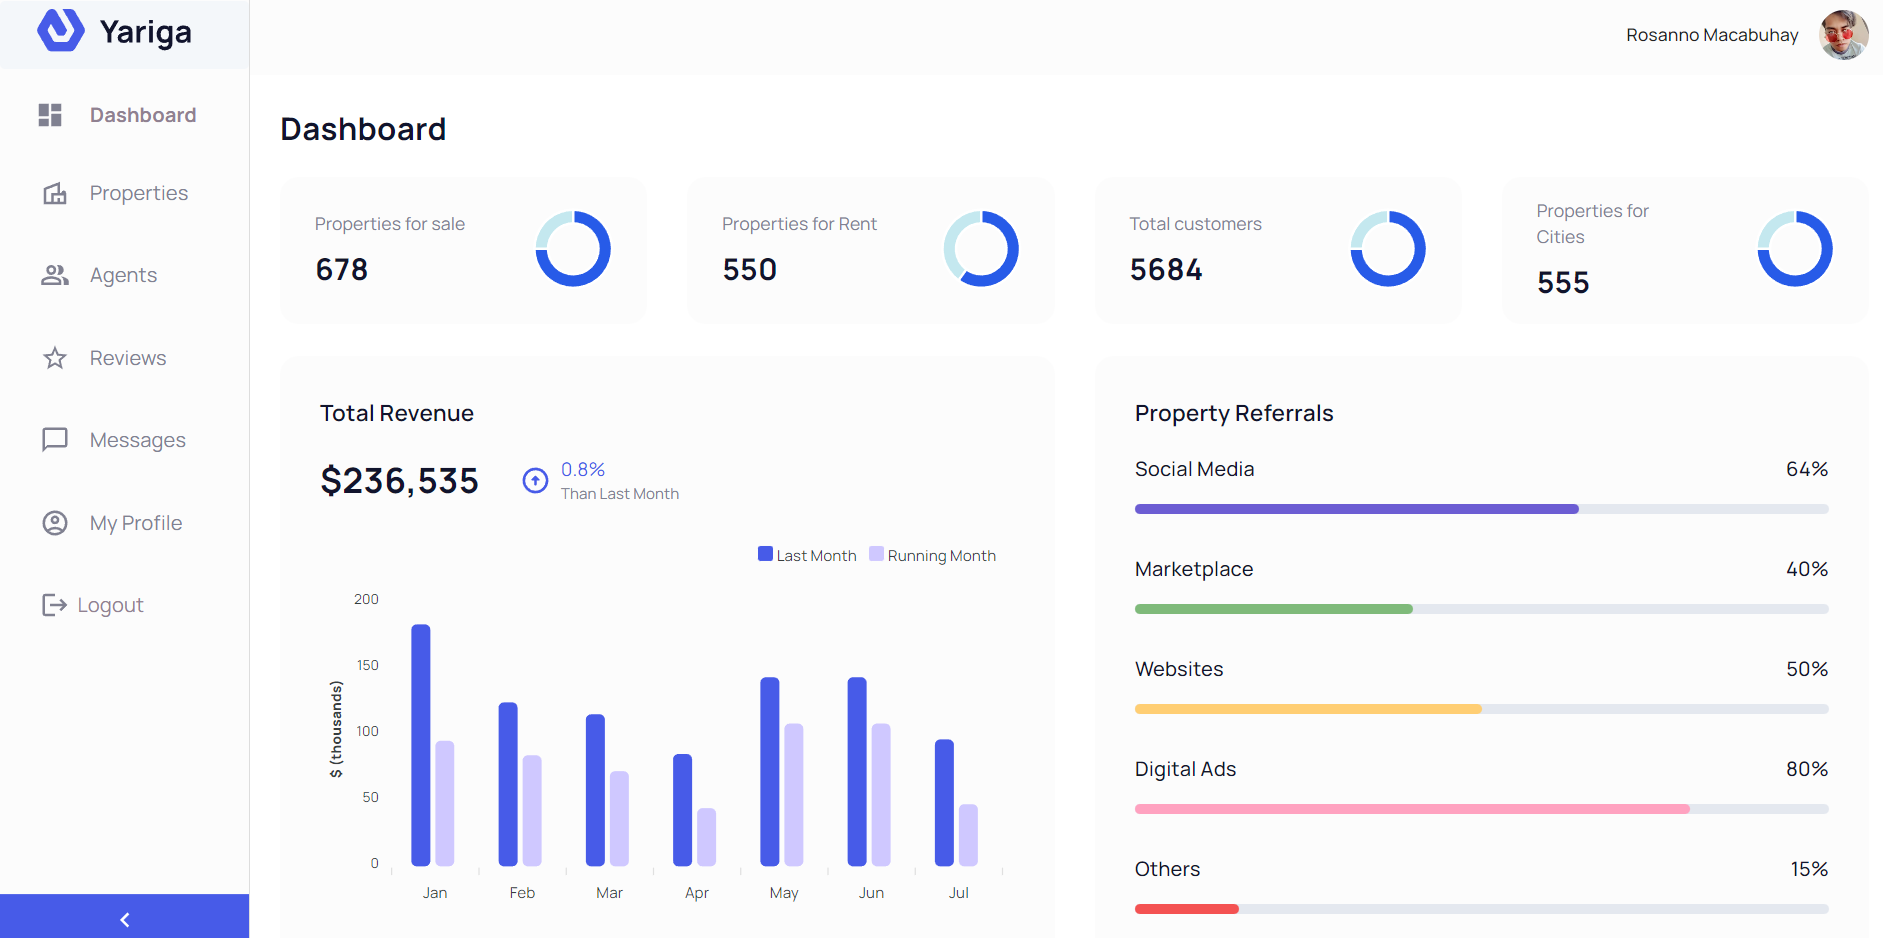 Yariga
Rosanno Macabuhay
Dashboard
Properties
Agents
Reviews
Messages
My Profile
Logout
Dashboard
Properties for sale
678
Properties for Rent
550
Total customers
5684
Properties for
Cities
555
Total Revenue
$236,535
0.8%
Than Last Month
Last Month
Running Month
$ (thousands)
200
150
100
50
0
Jan
Feb
Mar
Apr
May
Jun
Jul
Property Referrals
Social Media
64%
Marketplace
40%
Websites
50%
Digital Ads
80%
Others
15%